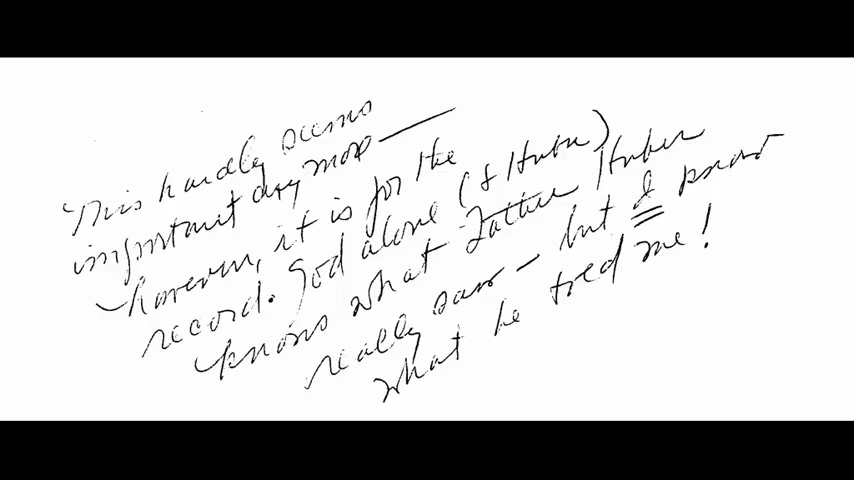 This hardly seems
important any more —
however, it is for the
record. God alone (& Huber)
knows what Father Huber
really saw — but I know
what he told me!